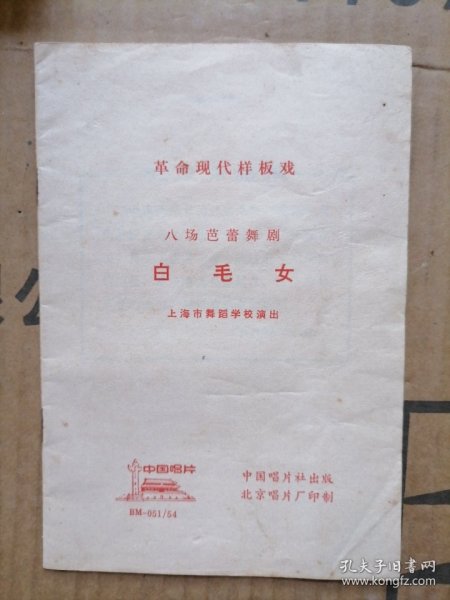 革命现代样板戏
八场芭蕾舞剧
白毛女
上海市舞蹈学校演出
中国唱片
BM-051/54
中国唱片社出版
北京唱片厂印制
孔夫子旧书网
www.kongfz.com